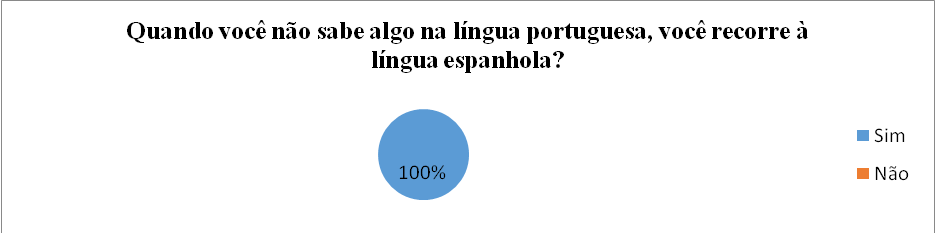 Quando você não sabe algo na língua portuguesa, você recorre à
língua espanhola?
100%
Sim
Não